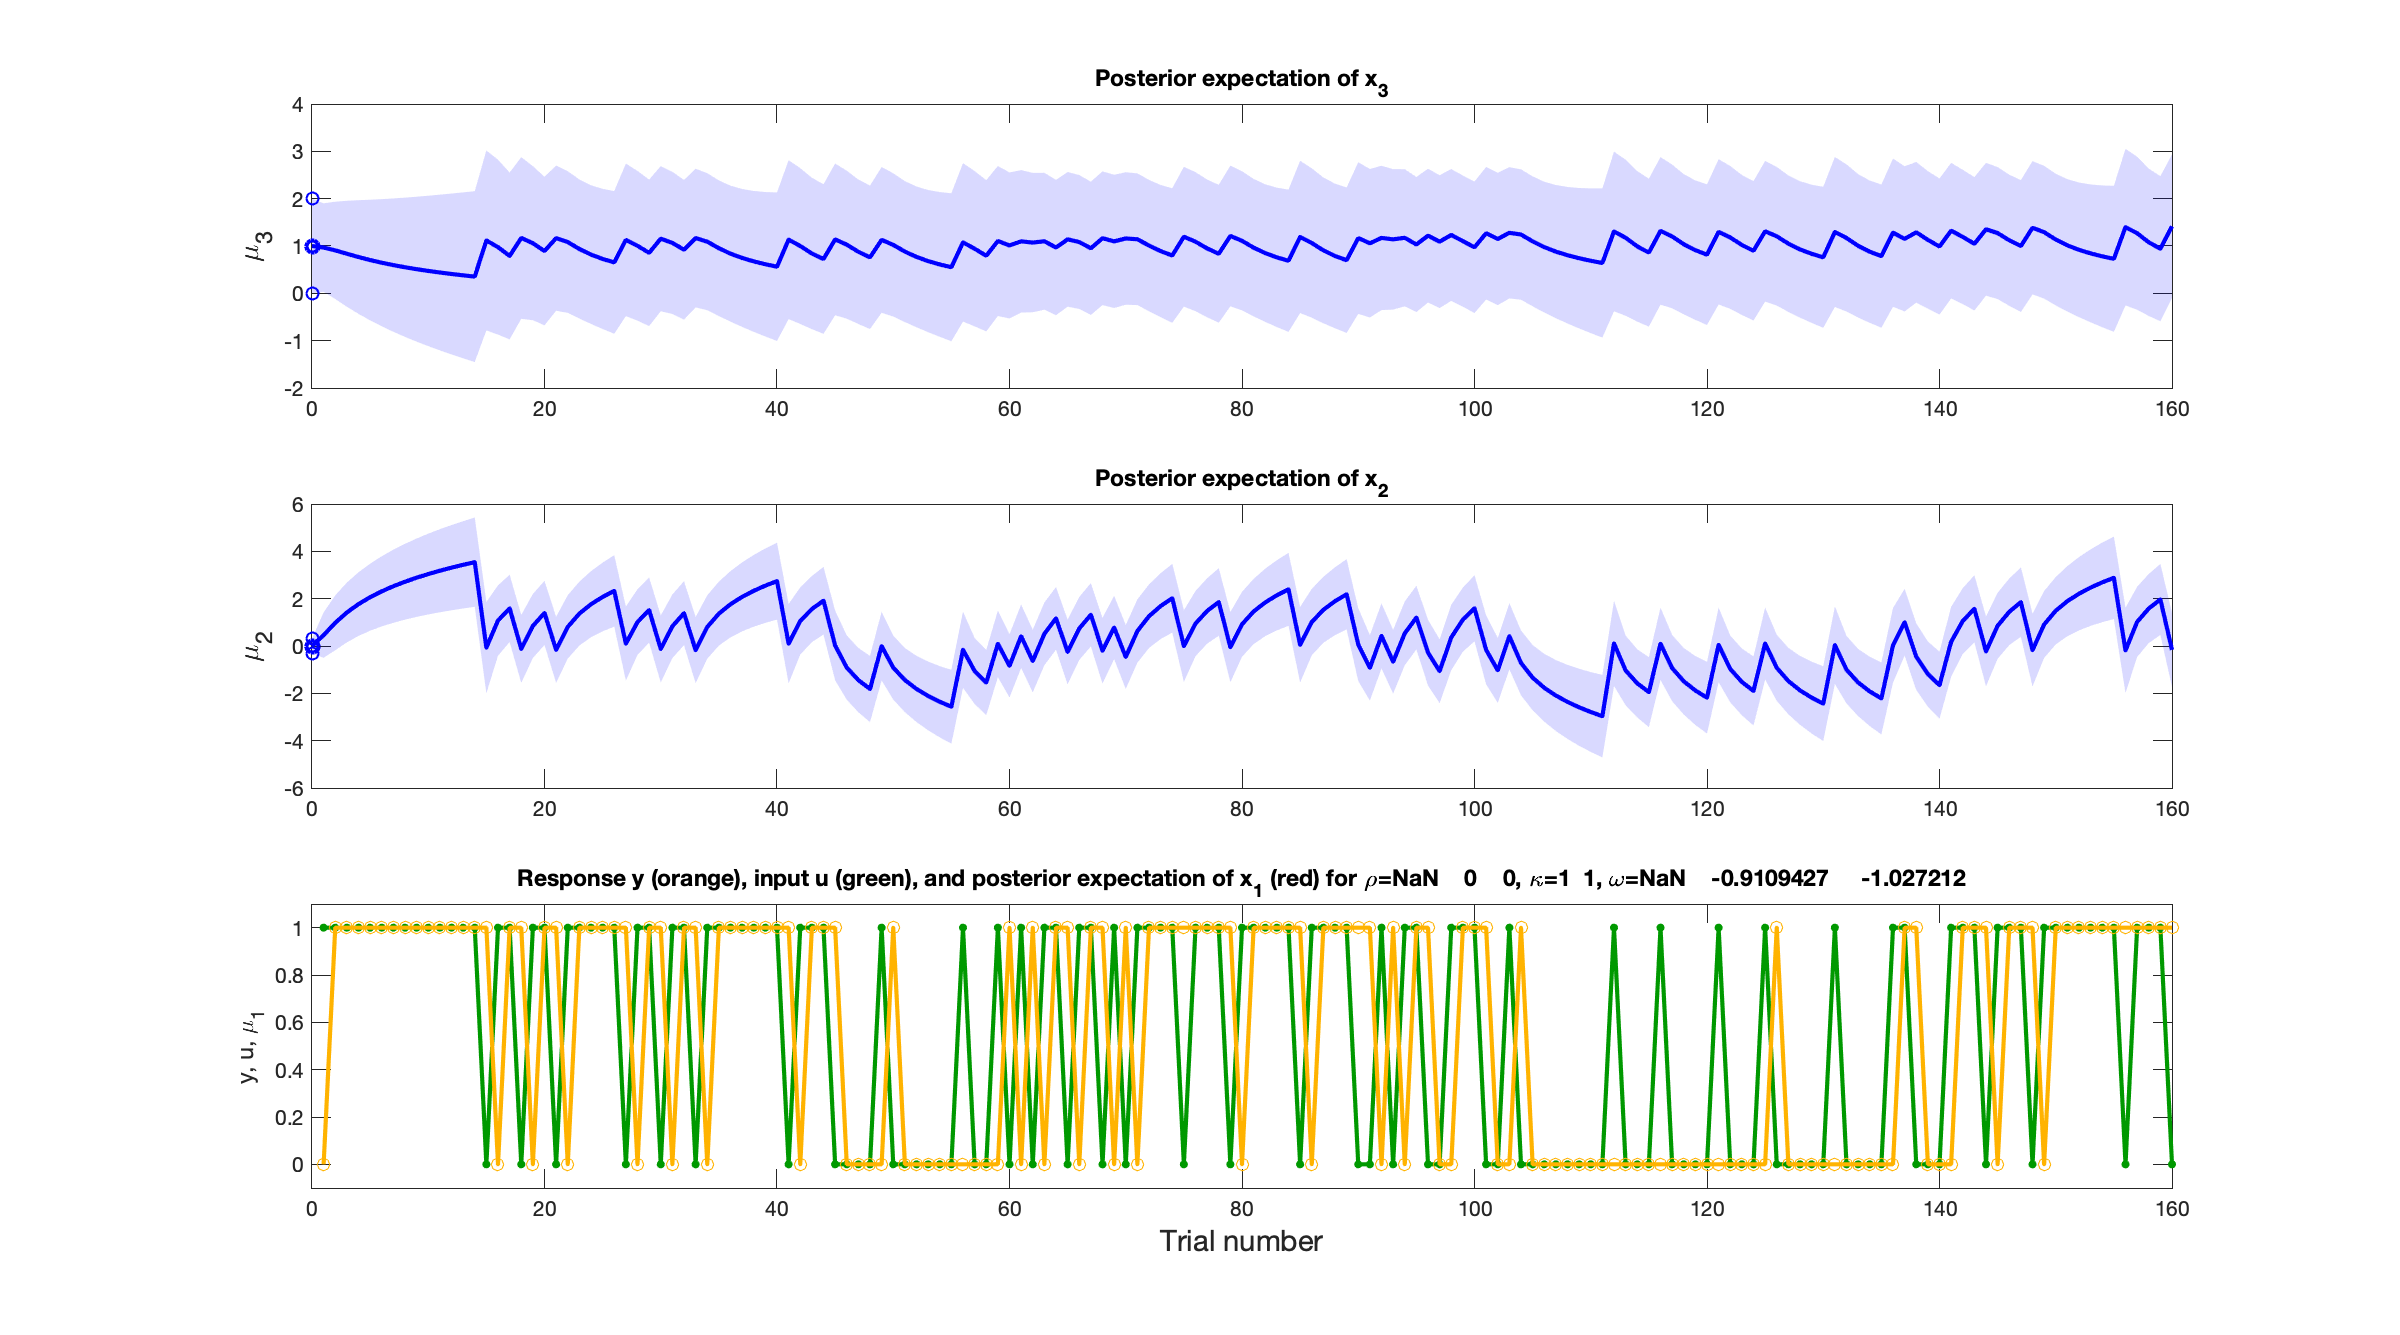 Posterior expectation of x3
μ3
4
3
2
1
0
-1
-2
0 20 40 60 80 100 120 140 160
Posterior expectation of x2
μ2
6
4
2
0
-2
-4
-6
0 20 40 60 80 100 120 140 160
Response y (orange), input u (green), and posterior expectation of x1 (red) for ρ=NaN 0 0, κ=1 1, ω=NaN -0.9109427 -1.027212
y, u, μ1
1
0.8
0.6
0.4
0.2
0
0 20 40 60 80 100 120 140 160
Trial number